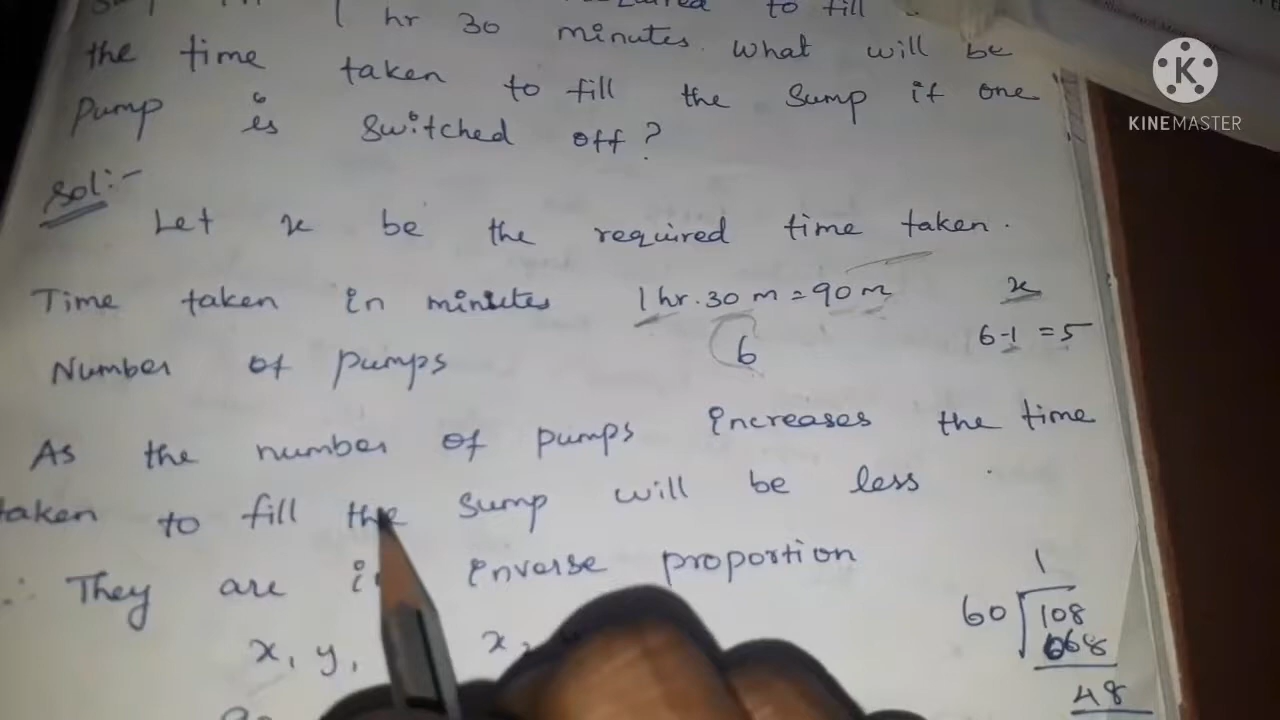 1 hr 30 minutes. What will be
to fill
the time taken to fill the Sump if one
Pump is switched off?
Sol:-
Let x be the required time taken.
Time taken in minutes 1 hr. 30 m = 90 m x
Number of pumps 6 6-1 = 5
As the number of pumps increases the time
taken to fill the sump will be less
∴ They are in inverse proportion
x, y,
x
1
60 108
48
K
KINEMASTER